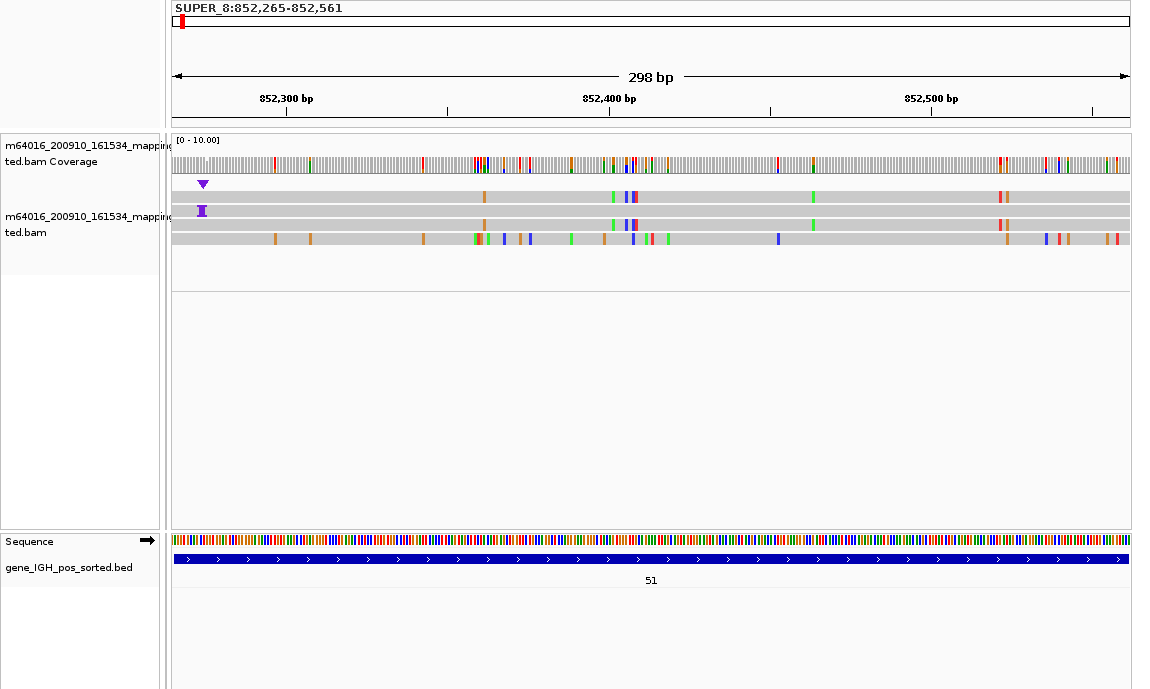 SUPER_8:852,265-852,561
298 bp
852,300 bp 852,400 bp 852,500 bp
m64016_200910_161534_mapping
ted.bam Coverage
[0 - 10.00]
m64016_200910_161534_mapping
ted.bam
Sequence
gene_IGH_pos_sorted.bed
51